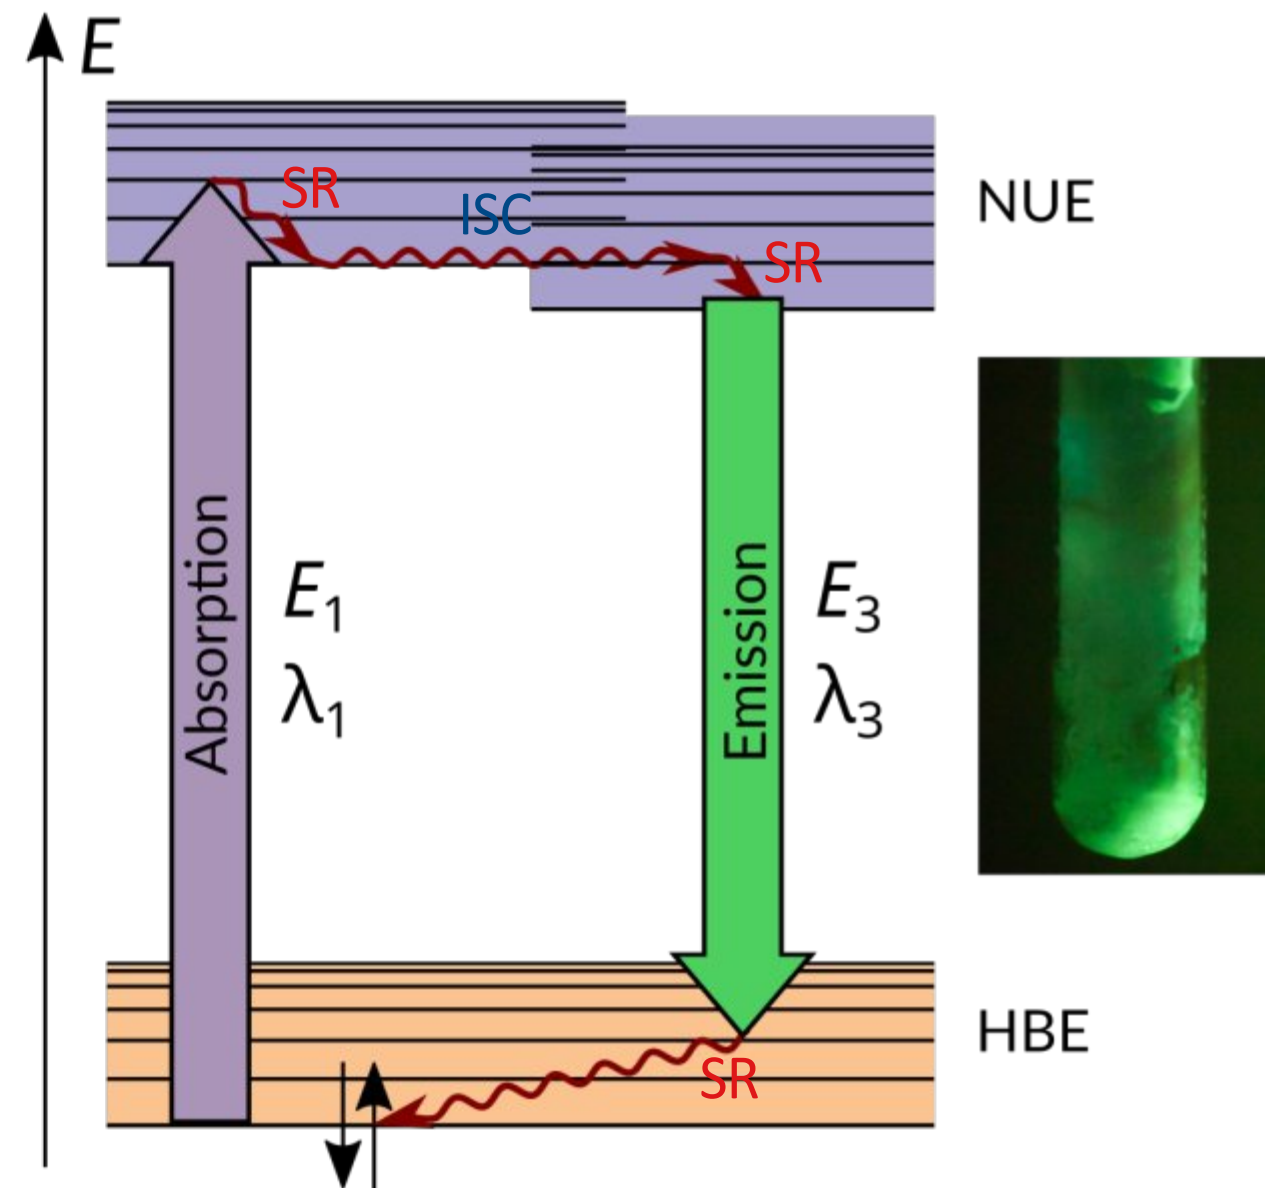 E
SR
ISC
SR
NUE
Absorption
E₁
λ₁
Emission
E₃
λ₃
HBE
SR